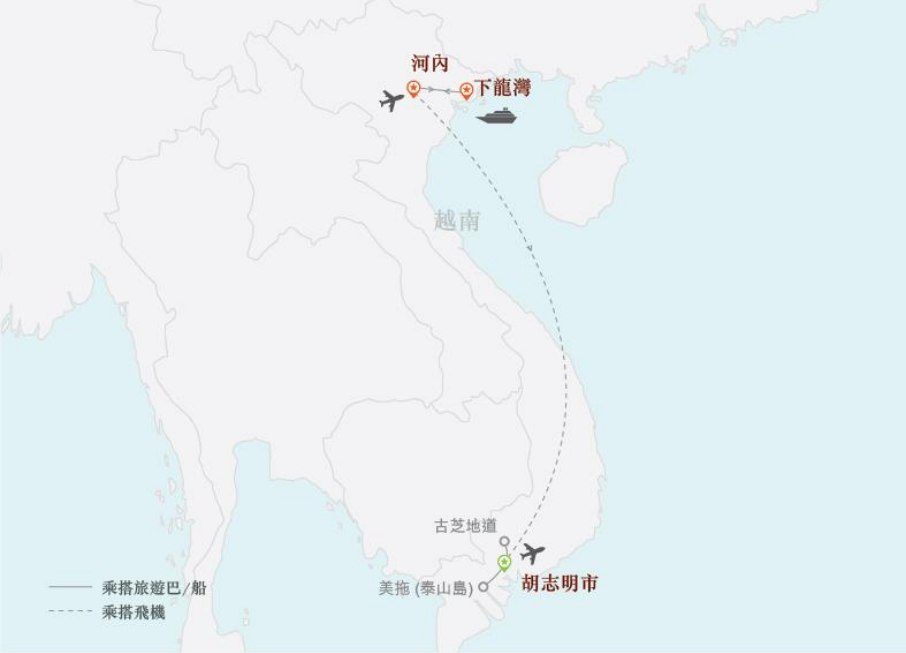 河內
下龍灣
越南
古芝地道
胡志明市
美拖 (泰山島)
乘搭旅遊巴/船
乘搭飛機